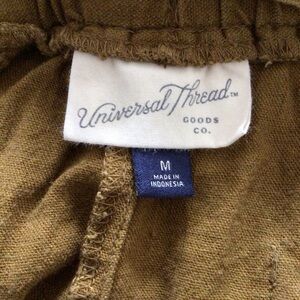 Universal Thread™
GOODS
CO.
M
MADE IN
INDONESIA